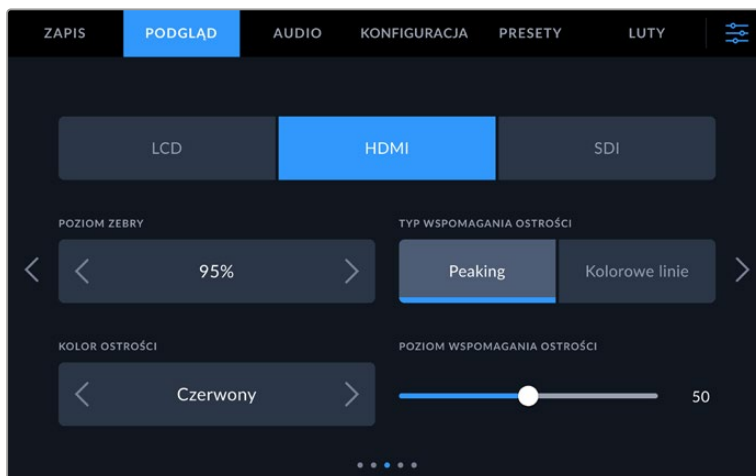 ZAPIS PODGLĄD AUDIO KONFIGURACJA PRESETY LUTY
LCD HDMI SDI
POZIOM ZEBRY TYP WSPOMAGANIA OSTROŚCI
95% Peaking Kolorowe linie
KOLOR OSTROŚCI POZIOM WSPOMAGANIA OSTROŚCI
Czerwony 50